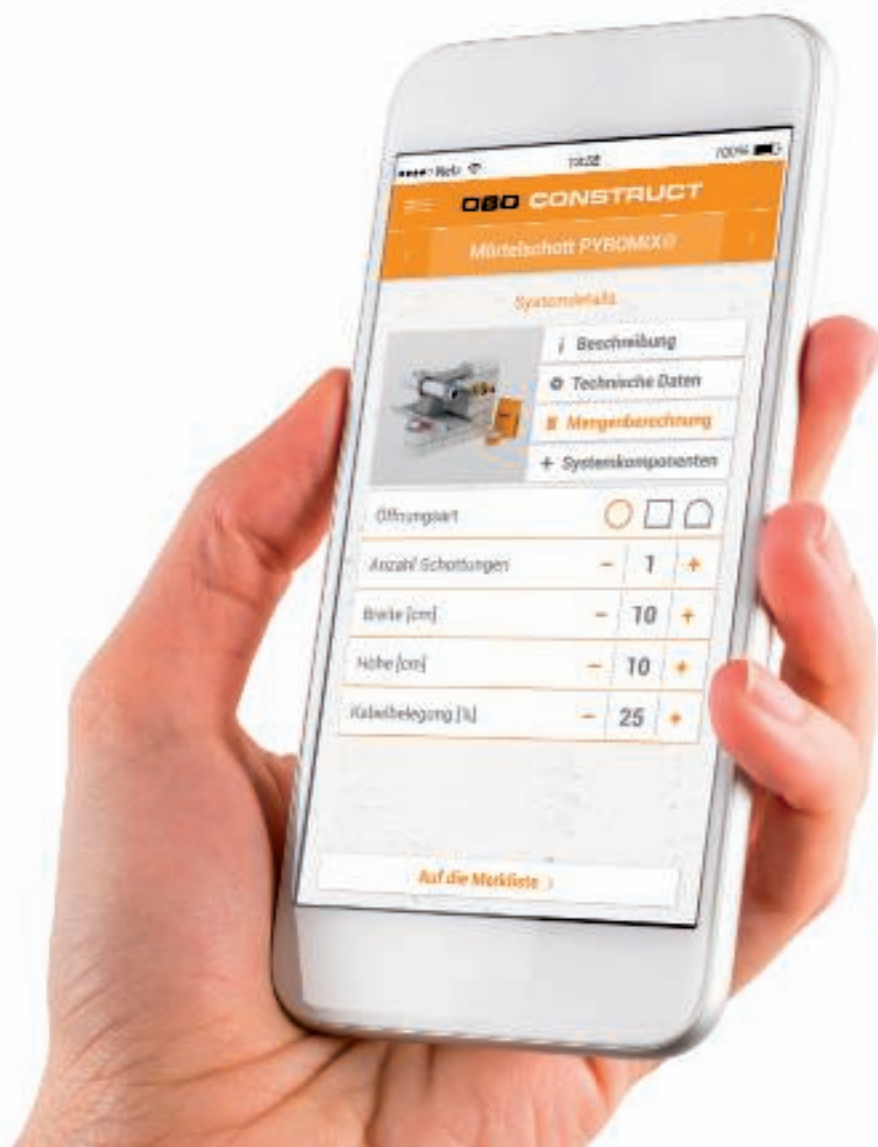 Netz 100%
OBO CONSTRUCT
Mörtelschott PYROMIX®
Systemdetails
i Beschreibung
Technische Daten
Mengenberechnung
+ Systemkomponenten
Öffnungsart
Anzahl Schottungen - 1 +
Breite [cm] - 10 +
Höhe [cm] - 10 +
Kabelbelegung [%] - 25 +
Auf die Merkliste >